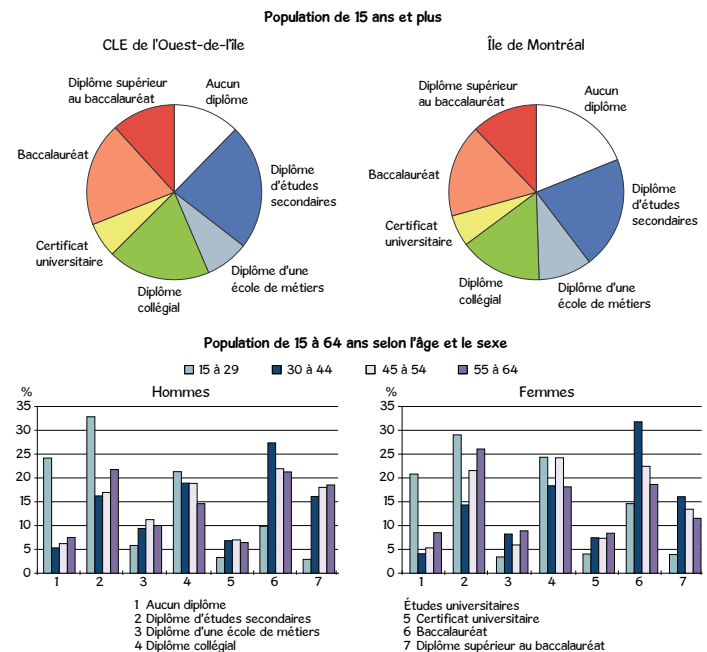 Population de 15 ans et plus
CLE de l'Ouest-de-l'île
Île de Montréal
Diplôme supérieur
au baccalauréat
Aucun
diplôme
Baccalauréat
Diplôme
d'études
secondaires
Certificat
universitaire
Diplôme d'une
école de métiers
Diplôme
collégial
Diplôme supérieur
au baccalauréat
Aucun
diplôme
Baccalauréat
Diplôme
d'études
secondaires
Certificat
universitaire
Diplôme
collégial
Diplôme d'une
école de métiers
Population de 15 à 64 ans selon l'âge et le sexe
15 à 29 30 à 44 45 à 54 55 à 64
% Hommes
35
30
25
20
15
10
5
0
1 2 3 4 5 6 7
% Femmes
35
30
25
20
15
10
5
0
1 2 3 4 5 6 7
1 Aucun diplôme
2 Diplôme d'études secondaires
3 Diplôme d'une école de métiers
4 Diplôme collégial
Études universitaires
5 Certificat universitaire
6 Baccalauréat
7 Diplôme supérieur au baccalauréat